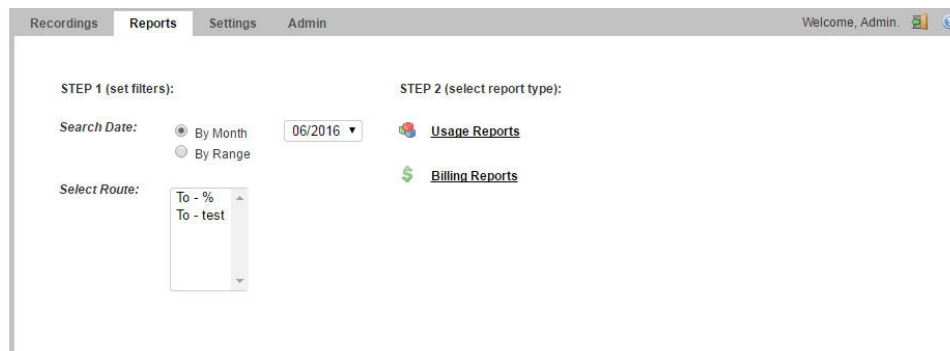 Recordings Reports Settings Admin Welcome, Admin.
STEP 1 (set filters): STEP 2 (select report type):
Search Date: By Month 06/2016 Usage Reports
By Range
Billing Reports
Select Route:
To - %
To - test